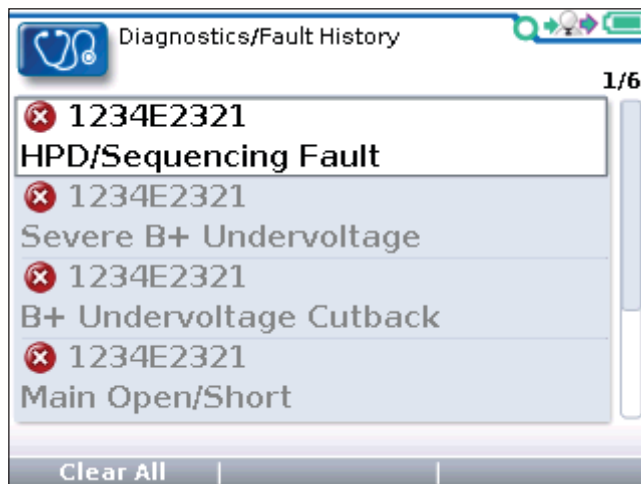 Diagnostics/Fault History
1/6
1234E2321
HPD/Sequencing Fault
1234E2321
Severe B+ Undervoltage
1234E2321
B+ Undervoltage Cutback
1234E2321
Main Open/Short
Clear All